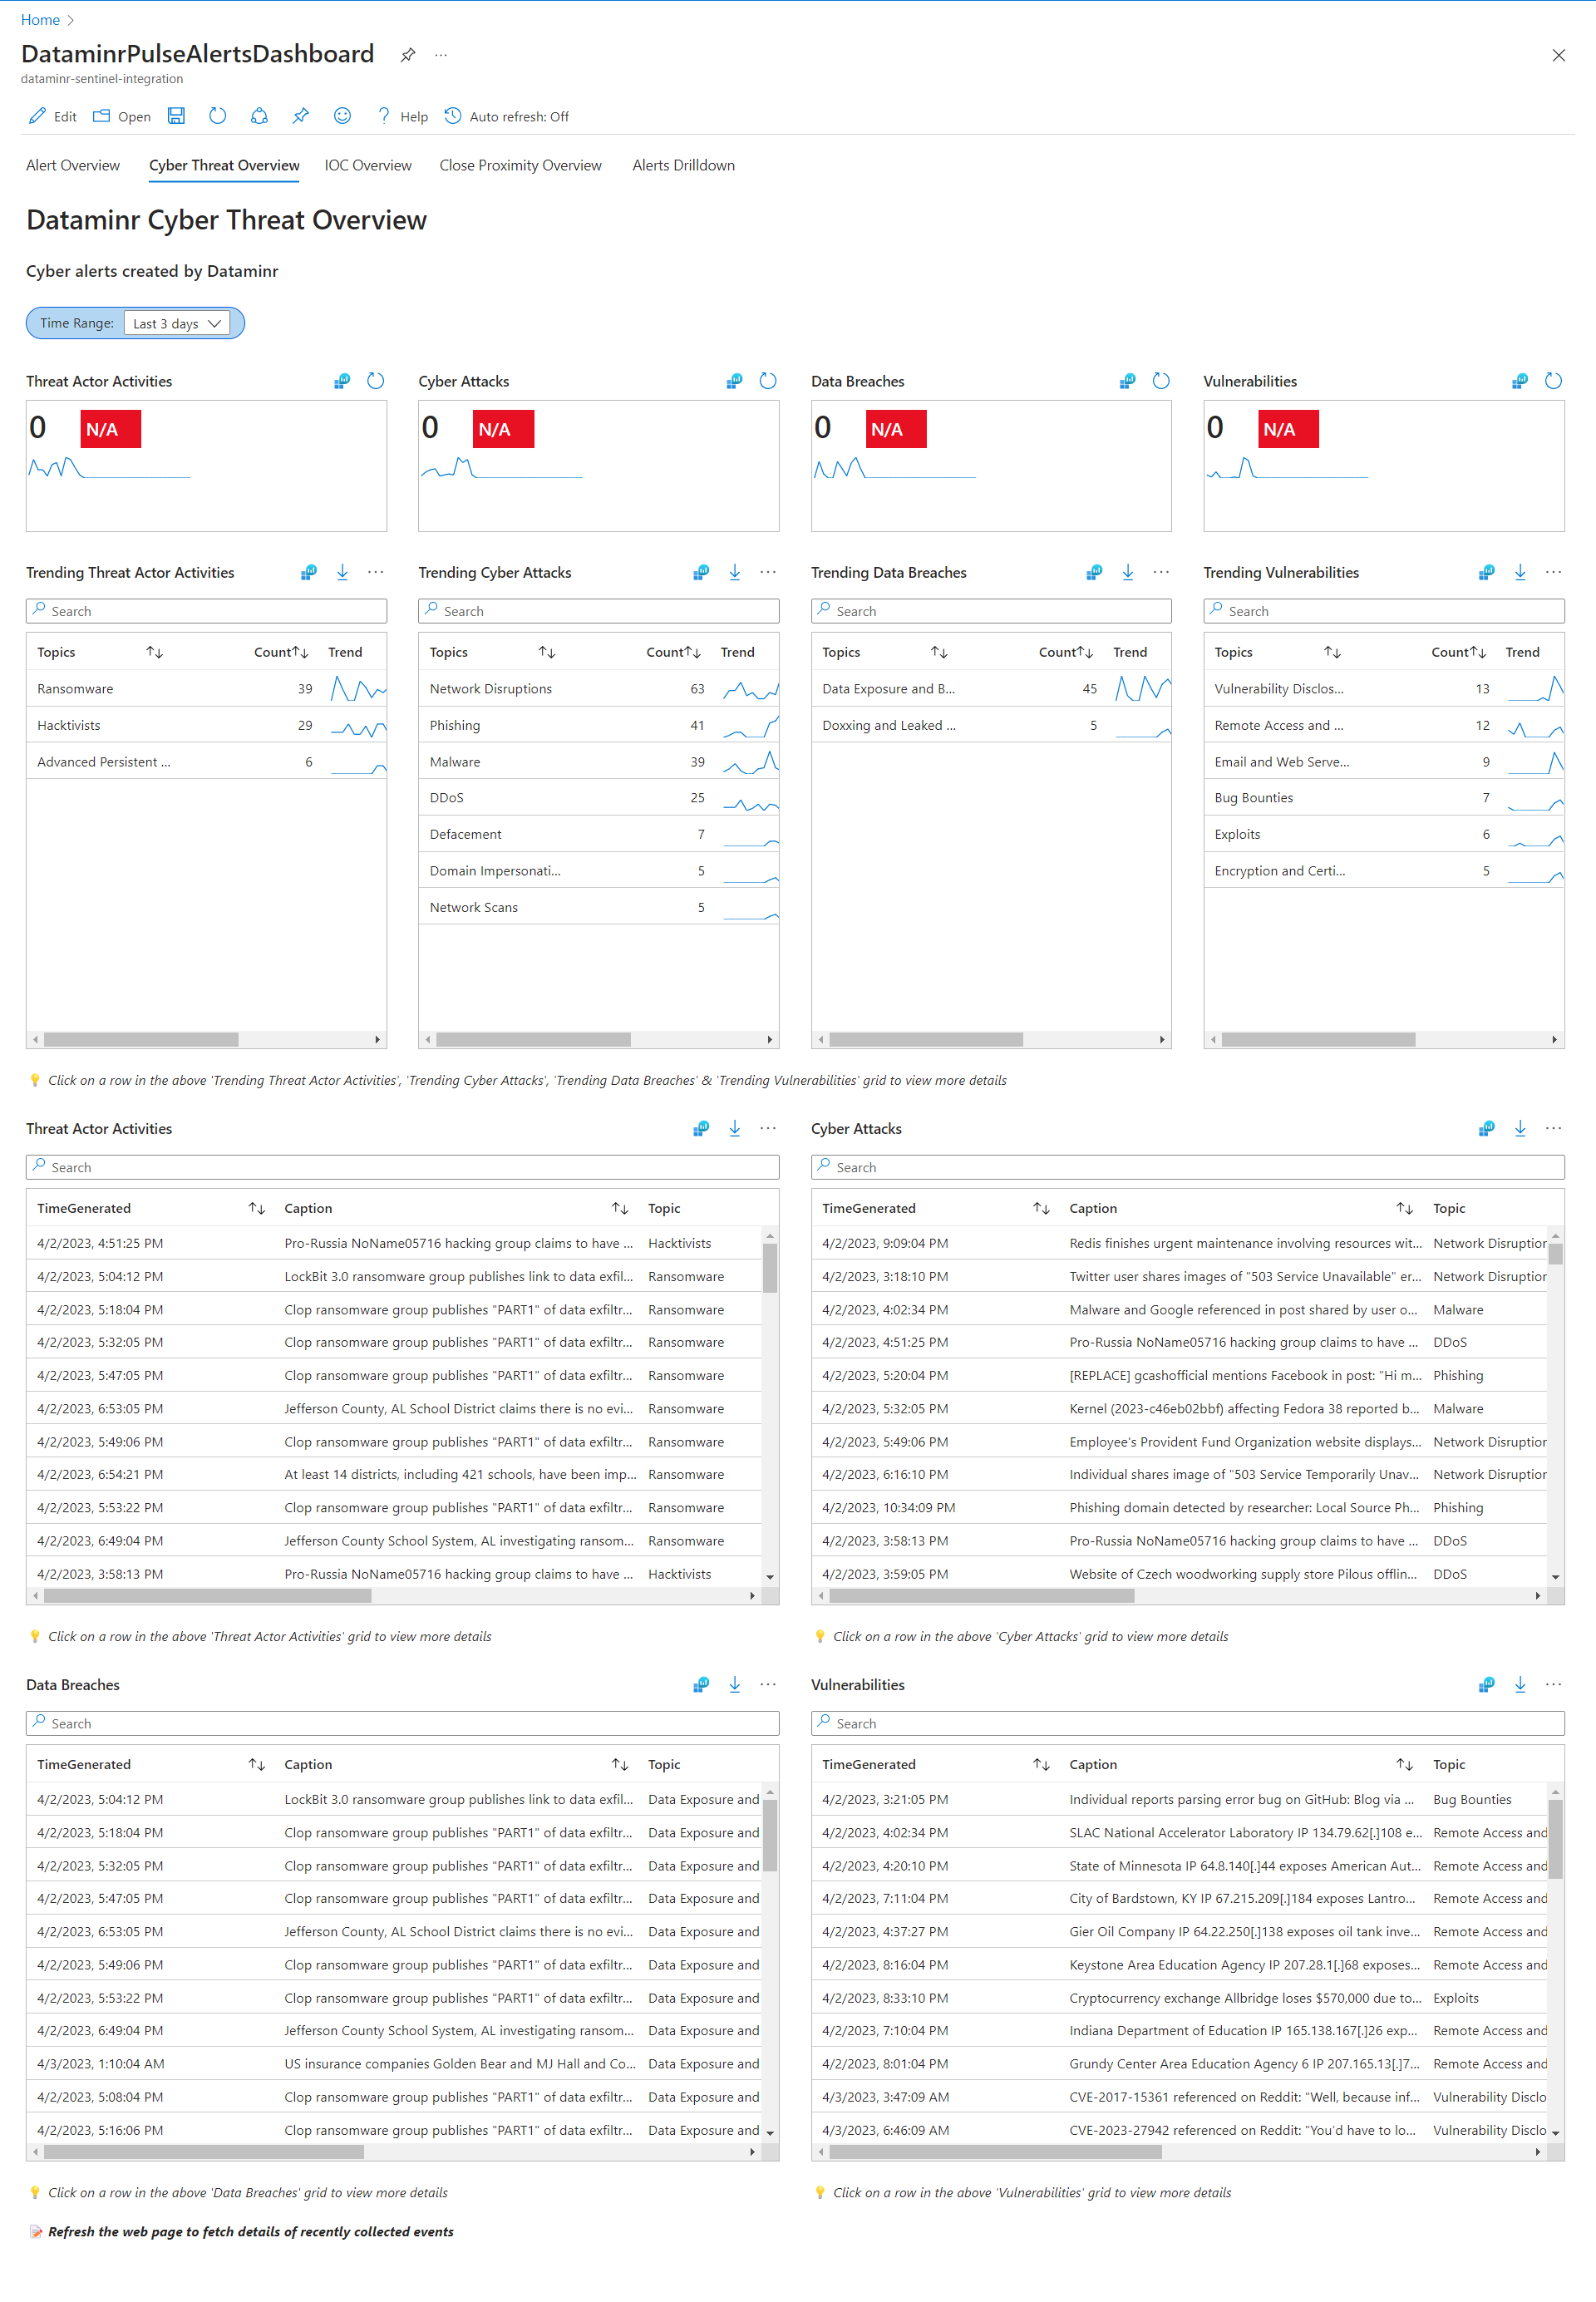 Home
DataminrPulseAlertsDashboard
dataminr-sentinel-integration
Edit Open Help Auto refresh: Off
Alert Overview Cyber Threat Overview IOC Overview Close Proximity Overview Alerts Drilldown
Dataminr Cyber Threat Overview
Cyber alerts created by Dataminr
Time Range: Last 3 days
Threat Actor Activities Cyber Attacks Data Breaches Vulnerabilities
0 N/A 0 N/A 0 N/A 0 N/A
Trending Threat Actor Activities Trending Cyber Attacks Trending Data Breaches Trending Vulnerabilities
Search Search Search Search
Topics Count Trend Topics Count Trend Topics Count Trend Topics Count Trend
Ransomware 39 Network Disruptions 63 Data Exposure and B... 45 Vulnerability Disclos... 13
Hacktivists 29 Phishing 41 Doxxing and Leaked ... 5 Remote Access and ... 12
Advanced Persistent ... 6 Malware 39 Email and Web Serve... 9
DDoS 25 Bug Bounties 7
Defacement 7 Exploits 6
Domain Impersonati... 5 Encryption and Certi... 5
Network Scans 5
Click on a row in the above 'Trending Threat Actor Activities', 'Trending Cyber Attacks', 'Trending Data Breaches' & 'Trending Vulnerabilities' grid to view more details
Threat Actor Activities Cyber Attacks
Search Search
TimeGenerated Caption Topic TimeGenerated Caption Topic
4/2/2023, 4:51:25 PM Pro-Russia NoName05716 hacking group claims to have ... Hacktivists 4/2/2023, 9:09:04 PM Redis finishes urgent maintenance involving resources wit... Network Disruption
4/2/2023, 5:04:12 PM LockBit 3.0 ransomware group publishes link to data exfil... Ransomware 4/2/2023, 3:18:10 PM Twitter user shares images of "503 Service Unavailable" er... Network Disruption
4/2/2023, 5:18:04 PM Clop ransomware group publishes "PART1" of data exfiltr... Ransomware 4/2/2023, 4:02:34 PM Malware and Google referenced in post shared by user o... Malware
4/2/2023, 5:32:05 PM Clop ransomware group publishes "PART1" of data exfiltr... Ransomware 4/2/2023, 4:51:25 PM Pro-Russia NoName05716 hacking group claims to have ... DDoS
4/2/2023, 5:47:05 PM Clop ransomware group publishes "PART1" of data exfiltr... Ransomware 4/2/2023, 5:20:04 PM [REPLACE] gcashofficial mentions Facebook in post: "Hi m... Phishing
4/2/2023, 6:53:05 PM Jefferson County, AL School District claims there is no evi... Ransomware 4/2/2023, 5:32:05 PM Kernel (2023-c46eb02bbf) affecting Fedora 38 reported b... Malware
4/2/2023, 5:49:06 PM Clop ransomware group publishes "PART1" of data exfiltr... Ransomware 4/2/2023, 5:49:06 PM Employee's Provident Fund Organization website displays... Network Disruption
4/2/2023, 6:54:21 PM At least 14 districts, including 421 schools, have been imp... Ransomware 4/2/2023, 6:16:10 PM Individual shares image of "503 Service Temporarily Unav... Network Disruption
4/2/2023, 5:53:22 PM Clop ransomware group publishes "PART1" of data exfiltr... Ransomware 4/2/2023, 10:34:09 PM Phishing domain detected by researcher: Local Source Ph... Phishing
4/2/2023, 6:49:04 PM Jefferson County School System, AL investigating ransom... Ransomware 4/2/2023, 3:58:13 PM Pro-Russia NoName05716 hacking group claims to have ... DDoS
4/2/2023, 3:58:13 PM Pro-Russia NoName05716 hacking group claims to have ... Hacktivists 4/2/2023, 3:59:05 PM Website of Czech woodworking supply store Pilous offlin... DDoS
Click on a row in the above 'Threat Actor Activities' grid to view more details Click on a row in the above 'Cyber Attacks' grid to view more details
Data Breaches Vulnerabilities
Search Search
TimeGenerated Caption Topic TimeGenerated Caption Topic
4/2/2023, 5:04:12 PM LockBit 3.0 ransomware group publishes link to data exfil... Data Exposure and 4/2/2023, 3:21:05 PM Individual reports parsing error bug on GitHub: Blog via ... Bug Bounties
4/2/2023, 5:18:04 PM Clop ransomware group publishes "PART1" of data exfiltr... Data Exposure and 4/2/2023, 4:02:34 PM SLAC National Accelerator Laboratory IP 134.79.62[.]108 e... Remote Access and
4/2/2023, 5:32:05 PM Clop ransomware group publishes "PART1" of data exfiltr... Data Exposure and 4/2/2023, 4:20:10 PM State of Minnesota IP 64.8.140[.]44 exposes American Aut... Remote Access and
4/2/2023, 5:47:05 PM Clop ransomware group publishes "PART1" of data exfiltr... Data Exposure and 4/2/2023, 7:11:04 PM City of Bardstown, KY IP 67.215.209[.]184 exposes Lantro... Remote Access and
4/2/2023, 6:53:05 PM Jefferson County, AL School District claims there is no evi... Data Exposure and 4/2/2023, 4:37:27 PM Gier Oil Company IP 64.22.250[.]138 exposes oil tank inve... Remote Access and
4/2/2023, 5:49:06 PM Clop ransomware group publishes "PART1" of data exfiltr... Data Exposure and 4/2/2023, 8:16:04 PM Keystone Area Education Agency IP 207.28.1[.]68 exposes... Remote Access and
4/2/2023, 5:53:22 PM Clop ransomware group publishes "PART1" of data exfiltr... Data Exposure and 4/2/2023, 8:33:10 PM Cryptocurrency exchange Allbridge loses $570,000 due to... Exploits
4/2/2023, 6:49:04 PM Jefferson County School System, AL investigating ransom... Data Exposure and 4/2/2023, 7:10:04 PM Indiana Department of Education IP 165.138.167[.]26 exp... Remote Access and
4/3/2023, 1:10:04 AM US insurance companies Golden Bear and MJ Hall and Co... Data Exposure and 4/2/2023, 8:01:04 PM Grundy Center Area Education Agency 6 IP 207.165.13[.]7... Remote Access and
4/2/2023, 5:08:04 PM Clop ransomware group publishes "PART1" of data exfiltr... Data Exposure and 4/3/2023, 3:47:09 AM CVE-2017-15361 referenced on Reddit: "Well, because inf... Vulnerability Disclo
4/2/2023, 5:16:06 PM Clop ransomware group publishes "PART1" of data exfiltr... Data Exposure and 4/3/2023, 6:46:09 AM CVE-2023-27942 referenced on Reddit: "You'd have to lo... Vulnerability Disclo
Click on a row in the above 'Data Breaches' grid to view more details Click on a row in the above 'Vulnerabilities' grid to view more details
Refresh the web page to fetch details of recently collected events